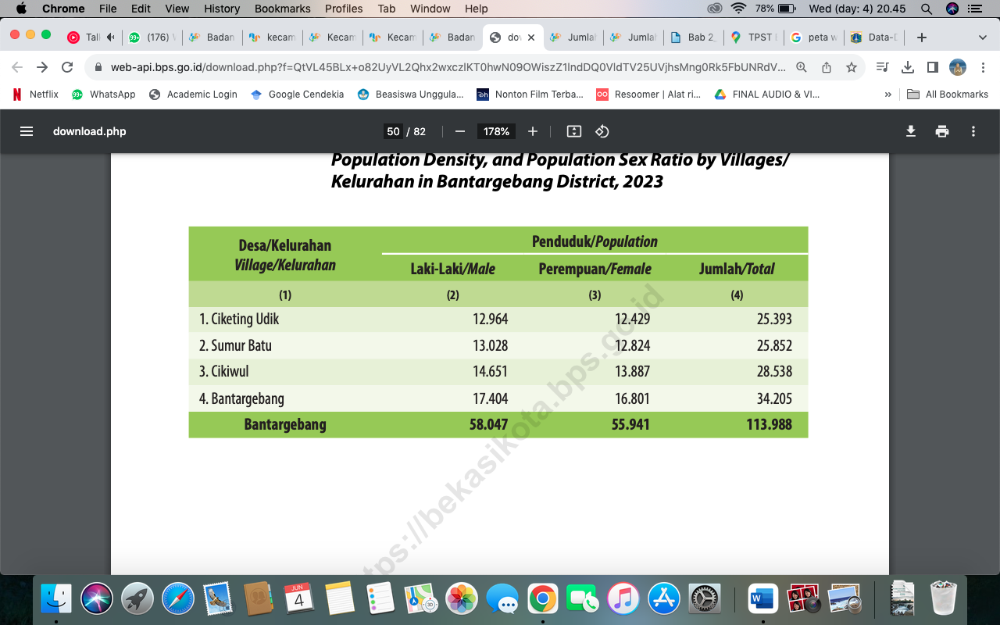 Chrome File Edit View History Bookmarks Profiles Tab Window Help 78% Wed (day: 4) 20.45
Tal (176) Badan kecam Kecam Kecam Badan Jumla Jumla Bab 2_ TPST peta w Data-D
web-api.bps.go.id/download.php?f=QtVL45BLx+o82UyVL2Qhx2wxczlKT0hwN09OWiszZ1lndDQ0VldTV25UVjhsMng0Rk5FbUNRdV...
Netflix WhatsApp Academic Login Google Cendekia Beasiswa Unggula... Nonton Film Terba... Resoomer | Alat ri... FINAL AUDIO & VI... » All Bookmarks
download.php 50 / 82 178%
Population Density, and Population Sex Ratio by Villages/
Kelurahan in Bantargebang District, 2023
Desa/Kelurahan
Village/Kelurahan
Penduduk/Population
Laki-Laki/Male Perempuan/Female Jumlah/Total
(1) (2) (3) (4)
1. Ciketing Udik 12.964 12.429 25.393
2. Sumur Batu 13.028 12.824 25.852
3. Cikiwul 14.651 13.887 28.538
4. Bantargebang 17.404 16.801 34.205
Bantargebang 58.047 55.941 113.988
tps://bekasikota.bps.go.id
JUN
4